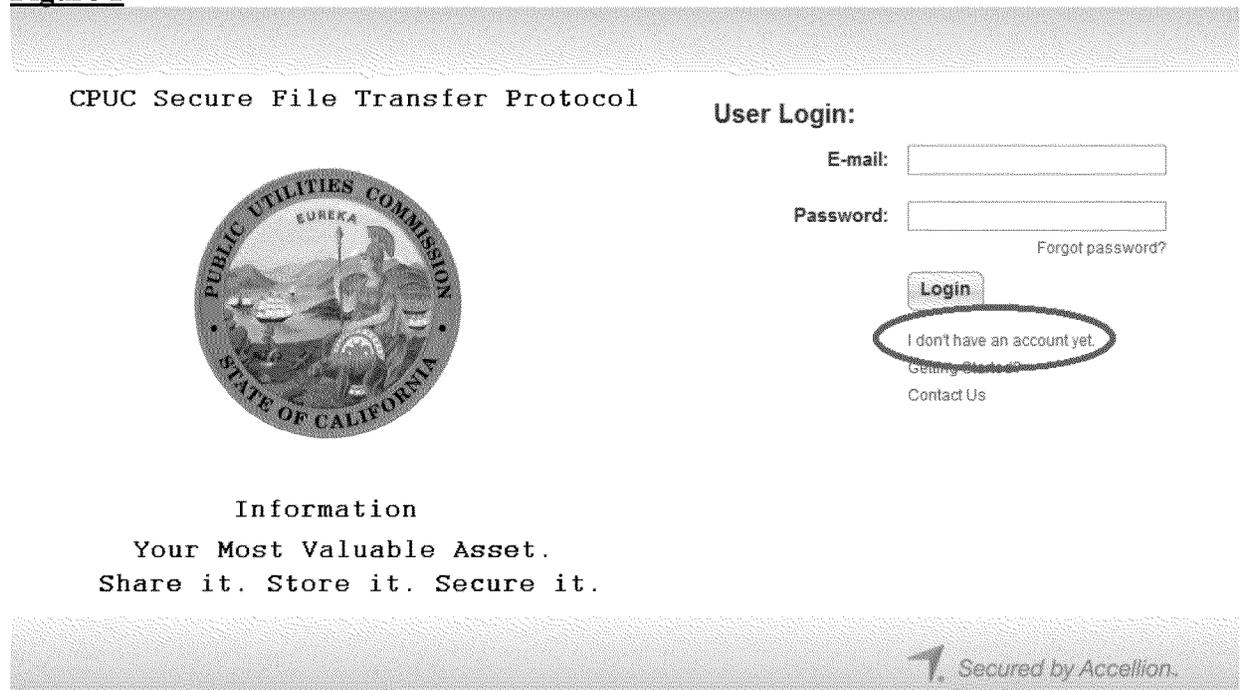 CPUC Secure File Transfer Protocol
PUBLIC UTILITIES COMMISSION
EUREKA
STATE OF CALIFORNIA
Information
Your Most Valuable Asset.
Share it. Store it. Secure it.
User Login:
E-mail:
Password:
Forgot password?
Login
I don't have an account yet.
Getting Started?
Contact Us
Secured by Accellion